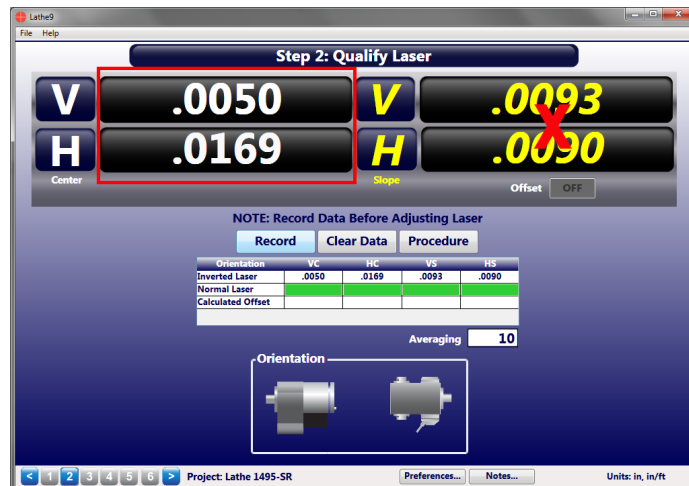 Lathe9
File Help
Step 2: Qualify Laser
V .0050 V .0093
H .0169 H .0090
X
Center Slope Offset OFF
NOTE: Record Data Before Adjusting Laser
Record Clear Data Procedure
Orientation VC HC VS HS
Inverted Laser .0050 .0169 .0093 .0090
Normal Laser
Calculated Offset
Averaging 10
Orientation
< 1 2 3 4 5 6 > Project: Lathe 1495-SR Preferences... Notes... Units: in, in/ft